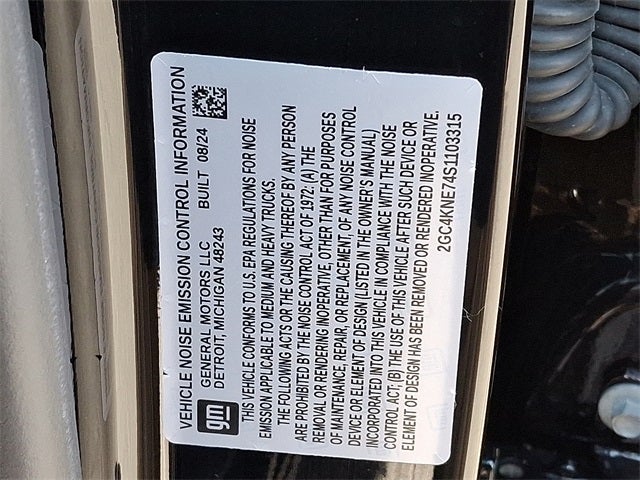 VEHICLE NOISE EMISSION CONTROL INFORMATION
gm
GENERAL MOTORS LLC BUILT 08/24
DETROIT, MICHIGAN 48243
THIS VEHICLE CONFORMS TO U.S. EPA REGULATIONS FOR NOISE
EMISSION APPLICABLE TO MEDIUM AND HEAVY TRUCKS.
THE FOLLOWING ACTS OR THE CAUSING THEREOF BY ANY PERSON
ARE PROHIBITED BY THE NOISE CONTROL ACT OF 1972: (A) THE
REMOVAL OR RENDERING INOPERATIVE, OTHER THAN FOR PURPOSES
OF MAINTENANCE, REPAIR, OR REPLACEMENT OF ANY NOISE CONTROL
DEVICE OR ELEMENT OF DESIGN (LISTED IN THE OWNER'S MANUAL)
INCORPORATED INTO THIS VEHICLE IN COMPLIANCE WITH THE NOISE
CONTROL ACT; (B) THE USE OF THIS VEHICLE AFTER SUCH DEVICE OR
ELEMENT OF DESIGN HAS BEEN REMOVED OR RENDERED INOPERATIVE.
2GC4KNE74S1103315